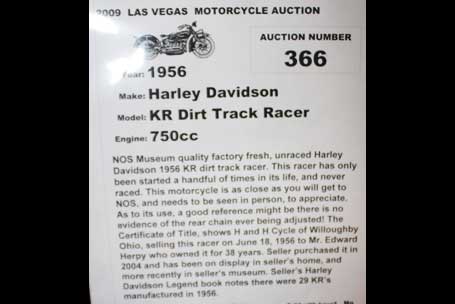 2009 LAS VEGAS MOTORCYCLE AUCTION
AUCTION NUMBER
366
Year: 1956
Make: Harley Davidson
Model: KR Dirt Track Racer
Engine: 750cc
NOS Museum quality factory fresh, unraced Harley
Davidson 1956 KR dirt track racer. This racer has only
been started a handful of times in its life, and never
raced. This motorcycle is as close as you will get to
NOS, and needs to be seen in person, to appreciate.
As to its use, a good reference might be there is no
evidence of the rear chain ever being adjusted! The
Certificate of Title, shows H and H Cycle of Willoughby
Ohio, selling this racer on June 18, 1956 to Mr. Edward
Herpy who owned it for 38 years. Seller purchased it in
2004 and has been on display in seller's home, and
more recently in seller's museum. Seller's Harley
Davidson Legend book notes there were 29 KR's
manufactured in 1956.